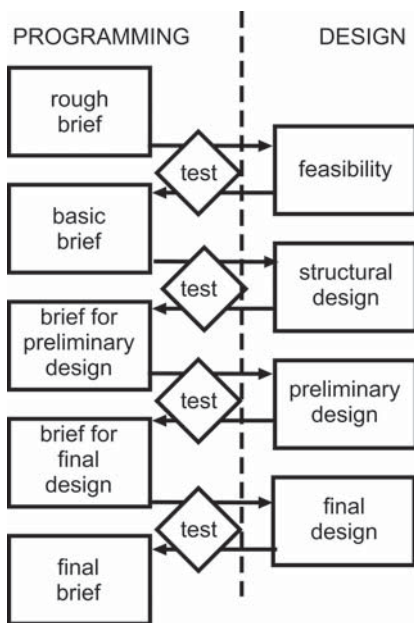 PROGRAMMING
DESIGN
rough
brief
test
feasibility
basic
brief
test
structural
design
brief for
preliminary
design
test
preliminary
design
brief for
final
design
test
final
design
final
brief